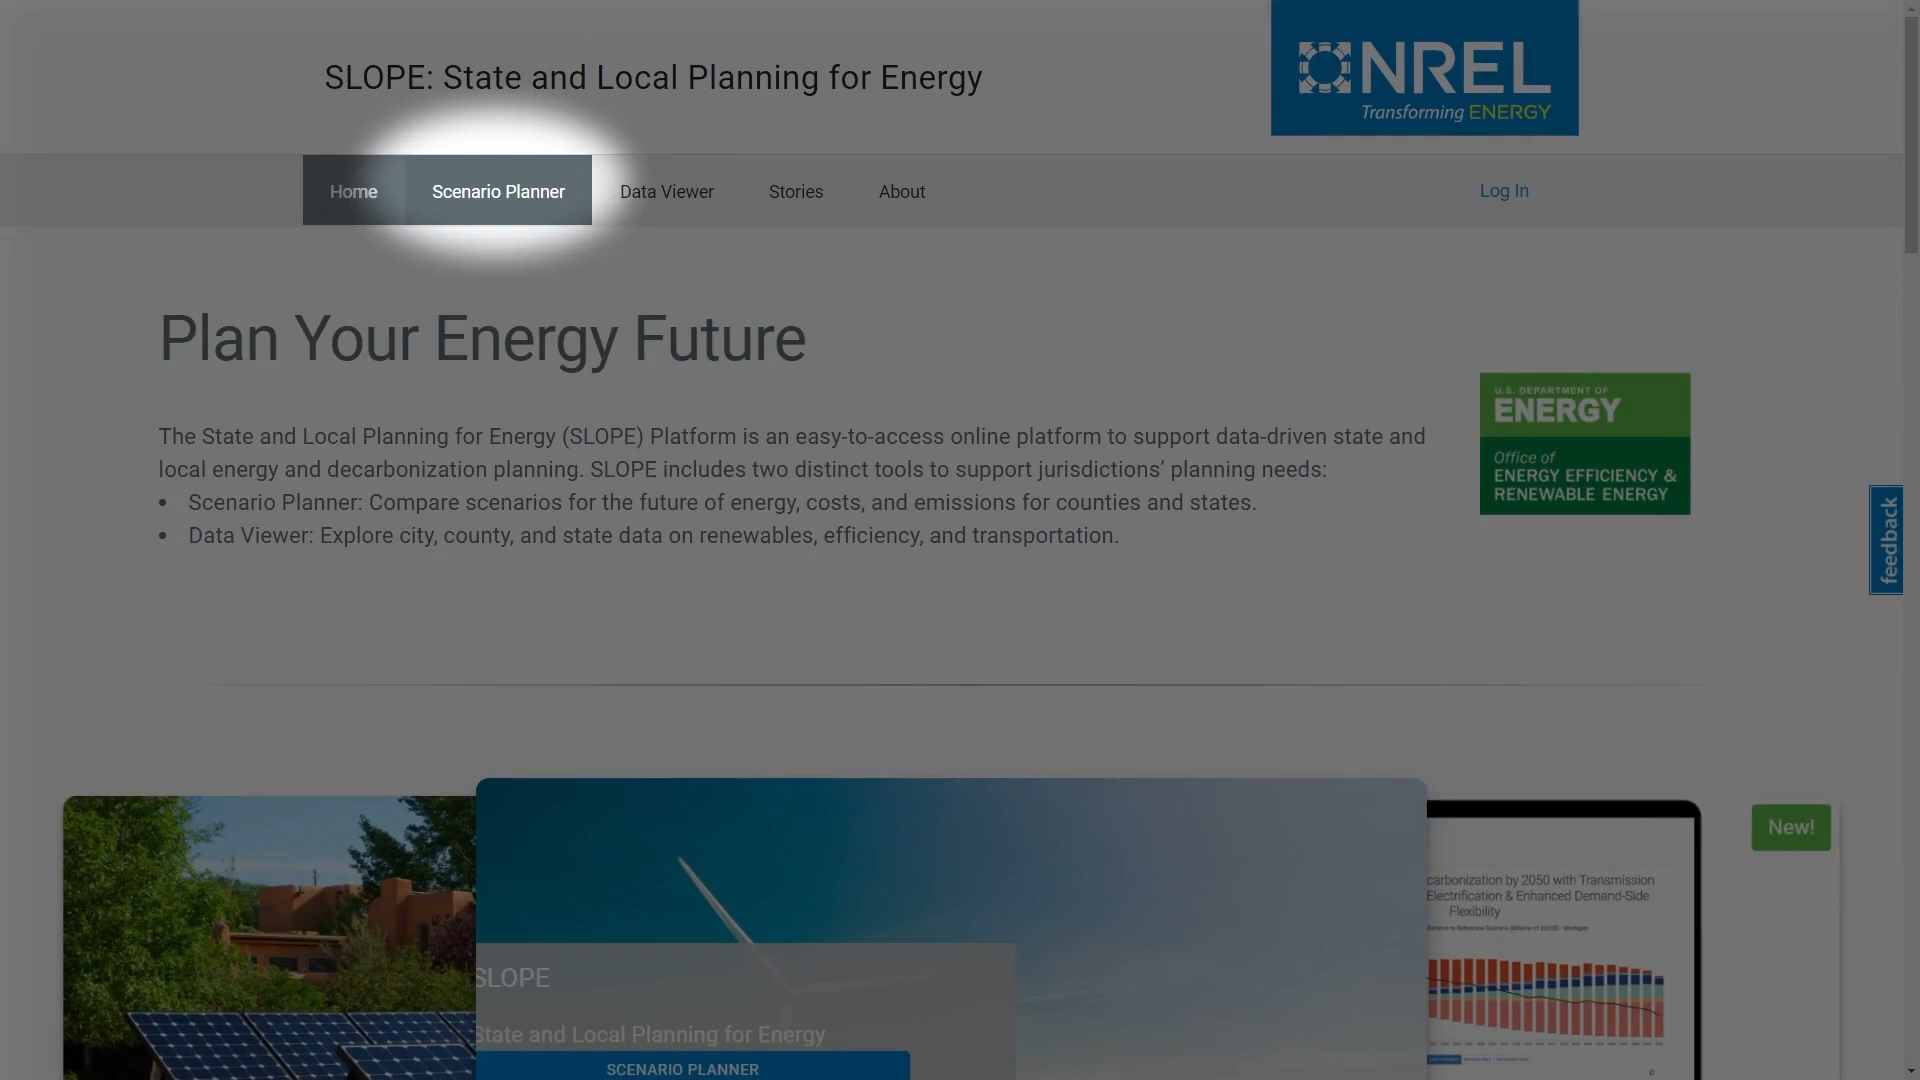 SLOPE: State and Local Planning for Energy
NREL
Transforming ENERGY
Home
Scenario Planner
Data Viewer
Stories
About
Log In
Plan Your Energy Future
The State and Local Planning for Energy (SLOPE) Platform is an easy-to-access online platform to support data-driven state and
local energy and decarbonization planning. SLOPE includes two distinct tools to support jurisdictions’ planning needs:
• Scenario Planner: Compare scenarios for the future of energy, costs, and emissions for counties and states.
• Data Viewer: Explore city, county, and state data on renewables, efficiency, and transportation.
U.S. DEPARTMENT OF
ENERGY
Office of
ENERGY EFFICIENCY &
RENEWABLE ENERGY
feedback
New!
carbonization by 2050 with Transmission
Electrification & Enhanced Demand-Side
Flexibility
SLOPE
State and Local Planning for Energy
SCENARIO PLANNER